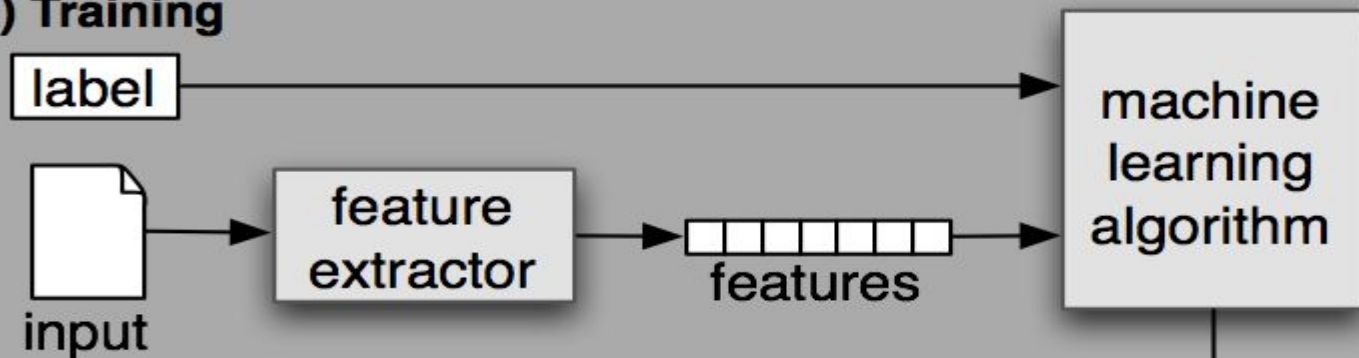 ) Training
label
machine
learning
algorithm
feature
extractor
features
input